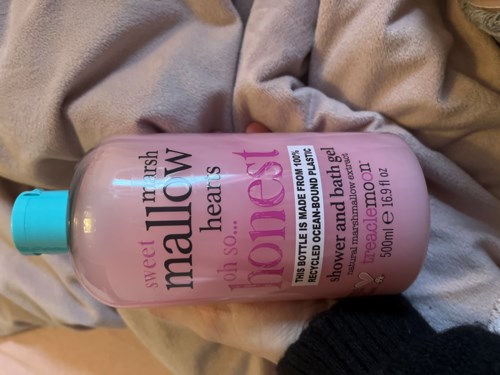 sweet
marsh
mallow
hearts
oh so...
honest
THIS BOTTLE IS MADE FROM 100%
RECYCLED OCEAN-BOUND PLASTIC
shower and bath gel
natural marshmallow extract
treaclemoon™
500ml ℮ 16.9 fl oz